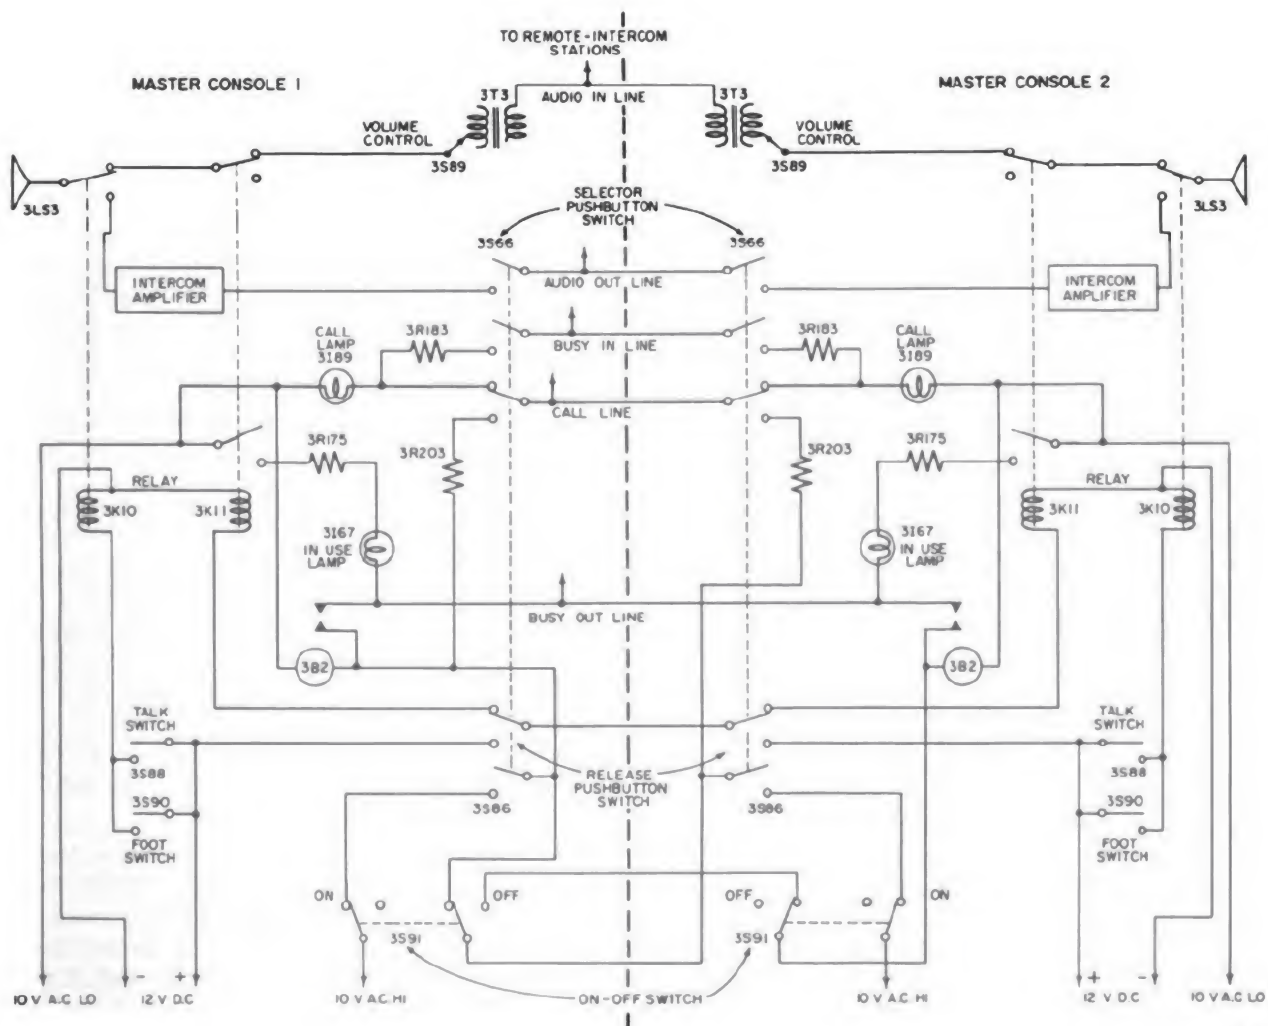 TO REMOTE-INTERCOM
STATIONS
MASTER CONSOLE 1
MASTER CONSOLE 2
3T3
AUDIO IN LINE
3T3
VOLUME
CONTROL
3S89
VOLUME
CONTROL
3S89
3LS3
3LS3
SELECTOR
PUSHBUTTON
SWITCH
3S66
3S66
INTERCOM
AMPLIFIER
AUDIO OUT LINE
INTERCOM
AMPLIFIER
CALL
LAMP
3I89
3R183
BUSY IN LINE
3R183
CALL
LAMP
3I89
CALL LINE
3R175
3R203
3R203
3R175
RELAY
3K10
3K11
RELAY
3K11
3K10
3I67
IN USE
LAMP
3I67
IN USE
LAMP
BUSY OUT LINE
3B2
3B2
TALK
SWITCH
3S88
3S90
FOOT
SWITCH
TALK
SWITCH
3S88
3S90
FOOT
SWITCH
RELEASE
PUSHBUTTON
SWITCH
3S86
3S86
ON
OFF
OFF
ON
3S91
3S91
- +
+ -
10 V A.C. LO
12 V D.C
10 V A.C. HI
ON-OFF SWITCH
10 V A.C. HI
12 V D.C
10 V A.C. LO